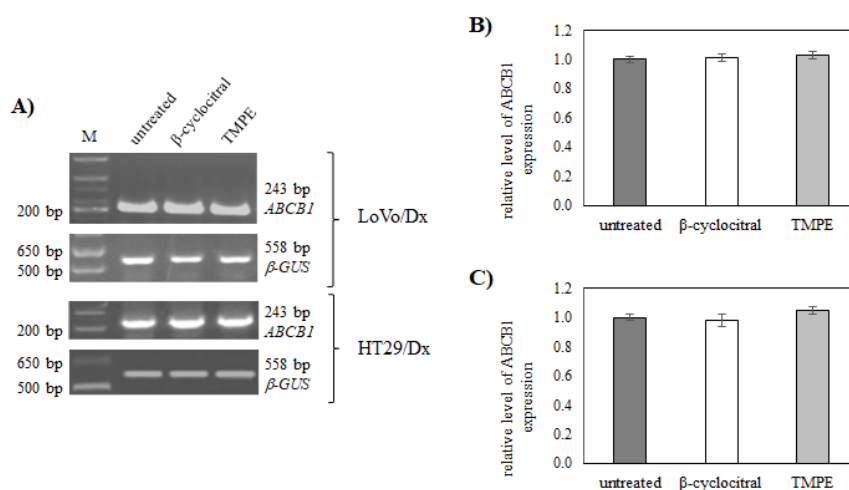 A)
M
untreated
β-cyclocitral
TMPE
200 bp
243 bp
ABCB1
650 bp
500 bp
558 bp
β-GUS
LoVo/Dx
200 bp
243 bp
ABCB1
650 bp
500 bp
558 bp
β-GUS
HT29/Dx
B)
relative level of ABCB1
expression
1.2
1.0
0.8
0.6
0.4
0.2
0.0
untreated β-cyclocitral TMPE
C)
relative level of ABCB1
expression
1.2
1.0
0.8
0.6
0.4
0.2
0.0
untreated β-cyclocitral TMPE